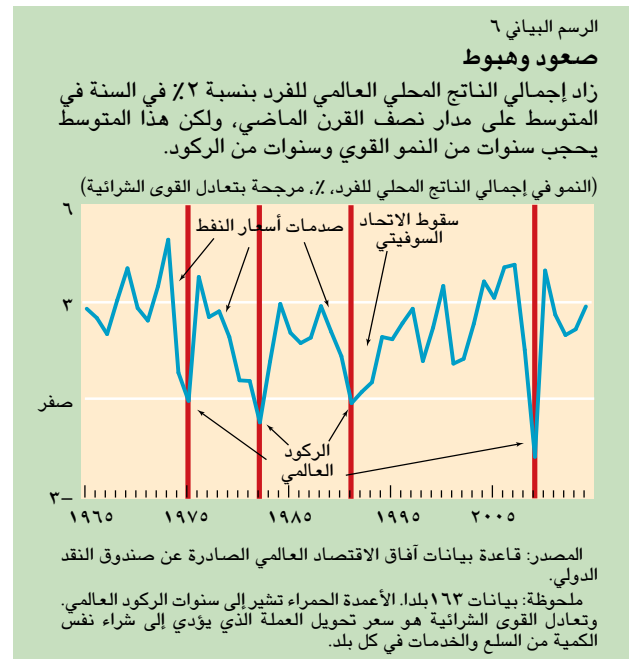 الرسم البياني ٦
صعود وهبوط
زاد إجمالي الناتج المحلي العالمي للفرد بنسبة ٢٪ في السنة في
المتوسط على مدار نصف القرن الماضي، ولكن هذا المتوسط
يحجب سنوات من النمو القوي وسنوات من الركود.
(النمو في إجمالي الناتج المحلي للفرد، ٪، مرجحة بتعادل القوى الشرائية)
٦
صدمات أسعار النفط
سقوط الاتحاد
السوفيتي
٣
صفر
الركود
العالمي
٣–
١٩٦٥ ١٩٧٥ ١٩٨٥ ١٩٩٥ ٢٠٠٥
المصدر: قاعدة بيانات آفاق الاقتصاد العالمي الصادرة عن صندوق النقد
الدولي.
ملحوظة: بيانات ١٦٣بلدا. الأعمدة الحمراء تشير إلى سنوات الركود العالمي.
وتعادل القوى الشرائية هو سعر تحويل العملة الذي يؤدي إلى شراء نفس
الكمية من السلع والخدمات في كل بلد.